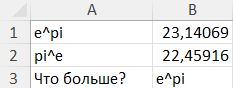 A B
1 e^pi 23,14069
2 pi^e 22,45916
3 Что больше? e^pi